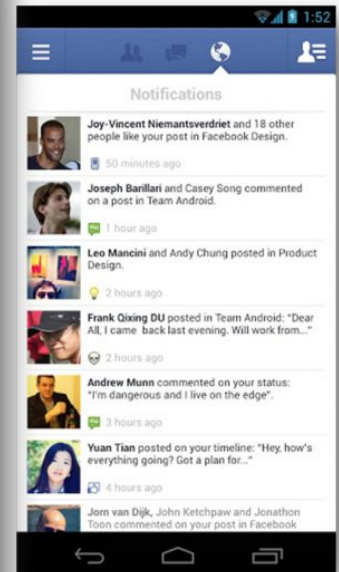 1:52
Notifications
Joy-Vincent Niemantsverdriet and 18 other
people like your post in Facebook Design.
50 minutes ago
Joseph Barillari and Casey Song commented
on a post in Team Android.
1 hour ago
Leo Mancini and Andy Chung posted in Product
Design.
2 hours ago
Frank Qixing DU posted in Team Android: “Dear
All, I came back last evening. Will work from...”
2 hours ago
Andrew Munn commented on your status:
“I'm dangerous and I live on the edge”.
3 hours ago
Yuan Tian posted on your timeline: “Hey, how's
everything going? Got a plan for...”
4 hours ago
Jorn van Dijk, John Ketchpaw and Jonathon
Toon commented on your post in Facebook